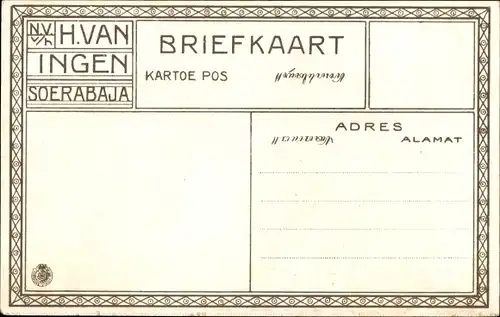 N.V. v/h H. VAN
INGEN
SOERABAJA
BRIEFKAART
KARTOE POS
ADRES
ALAMAT